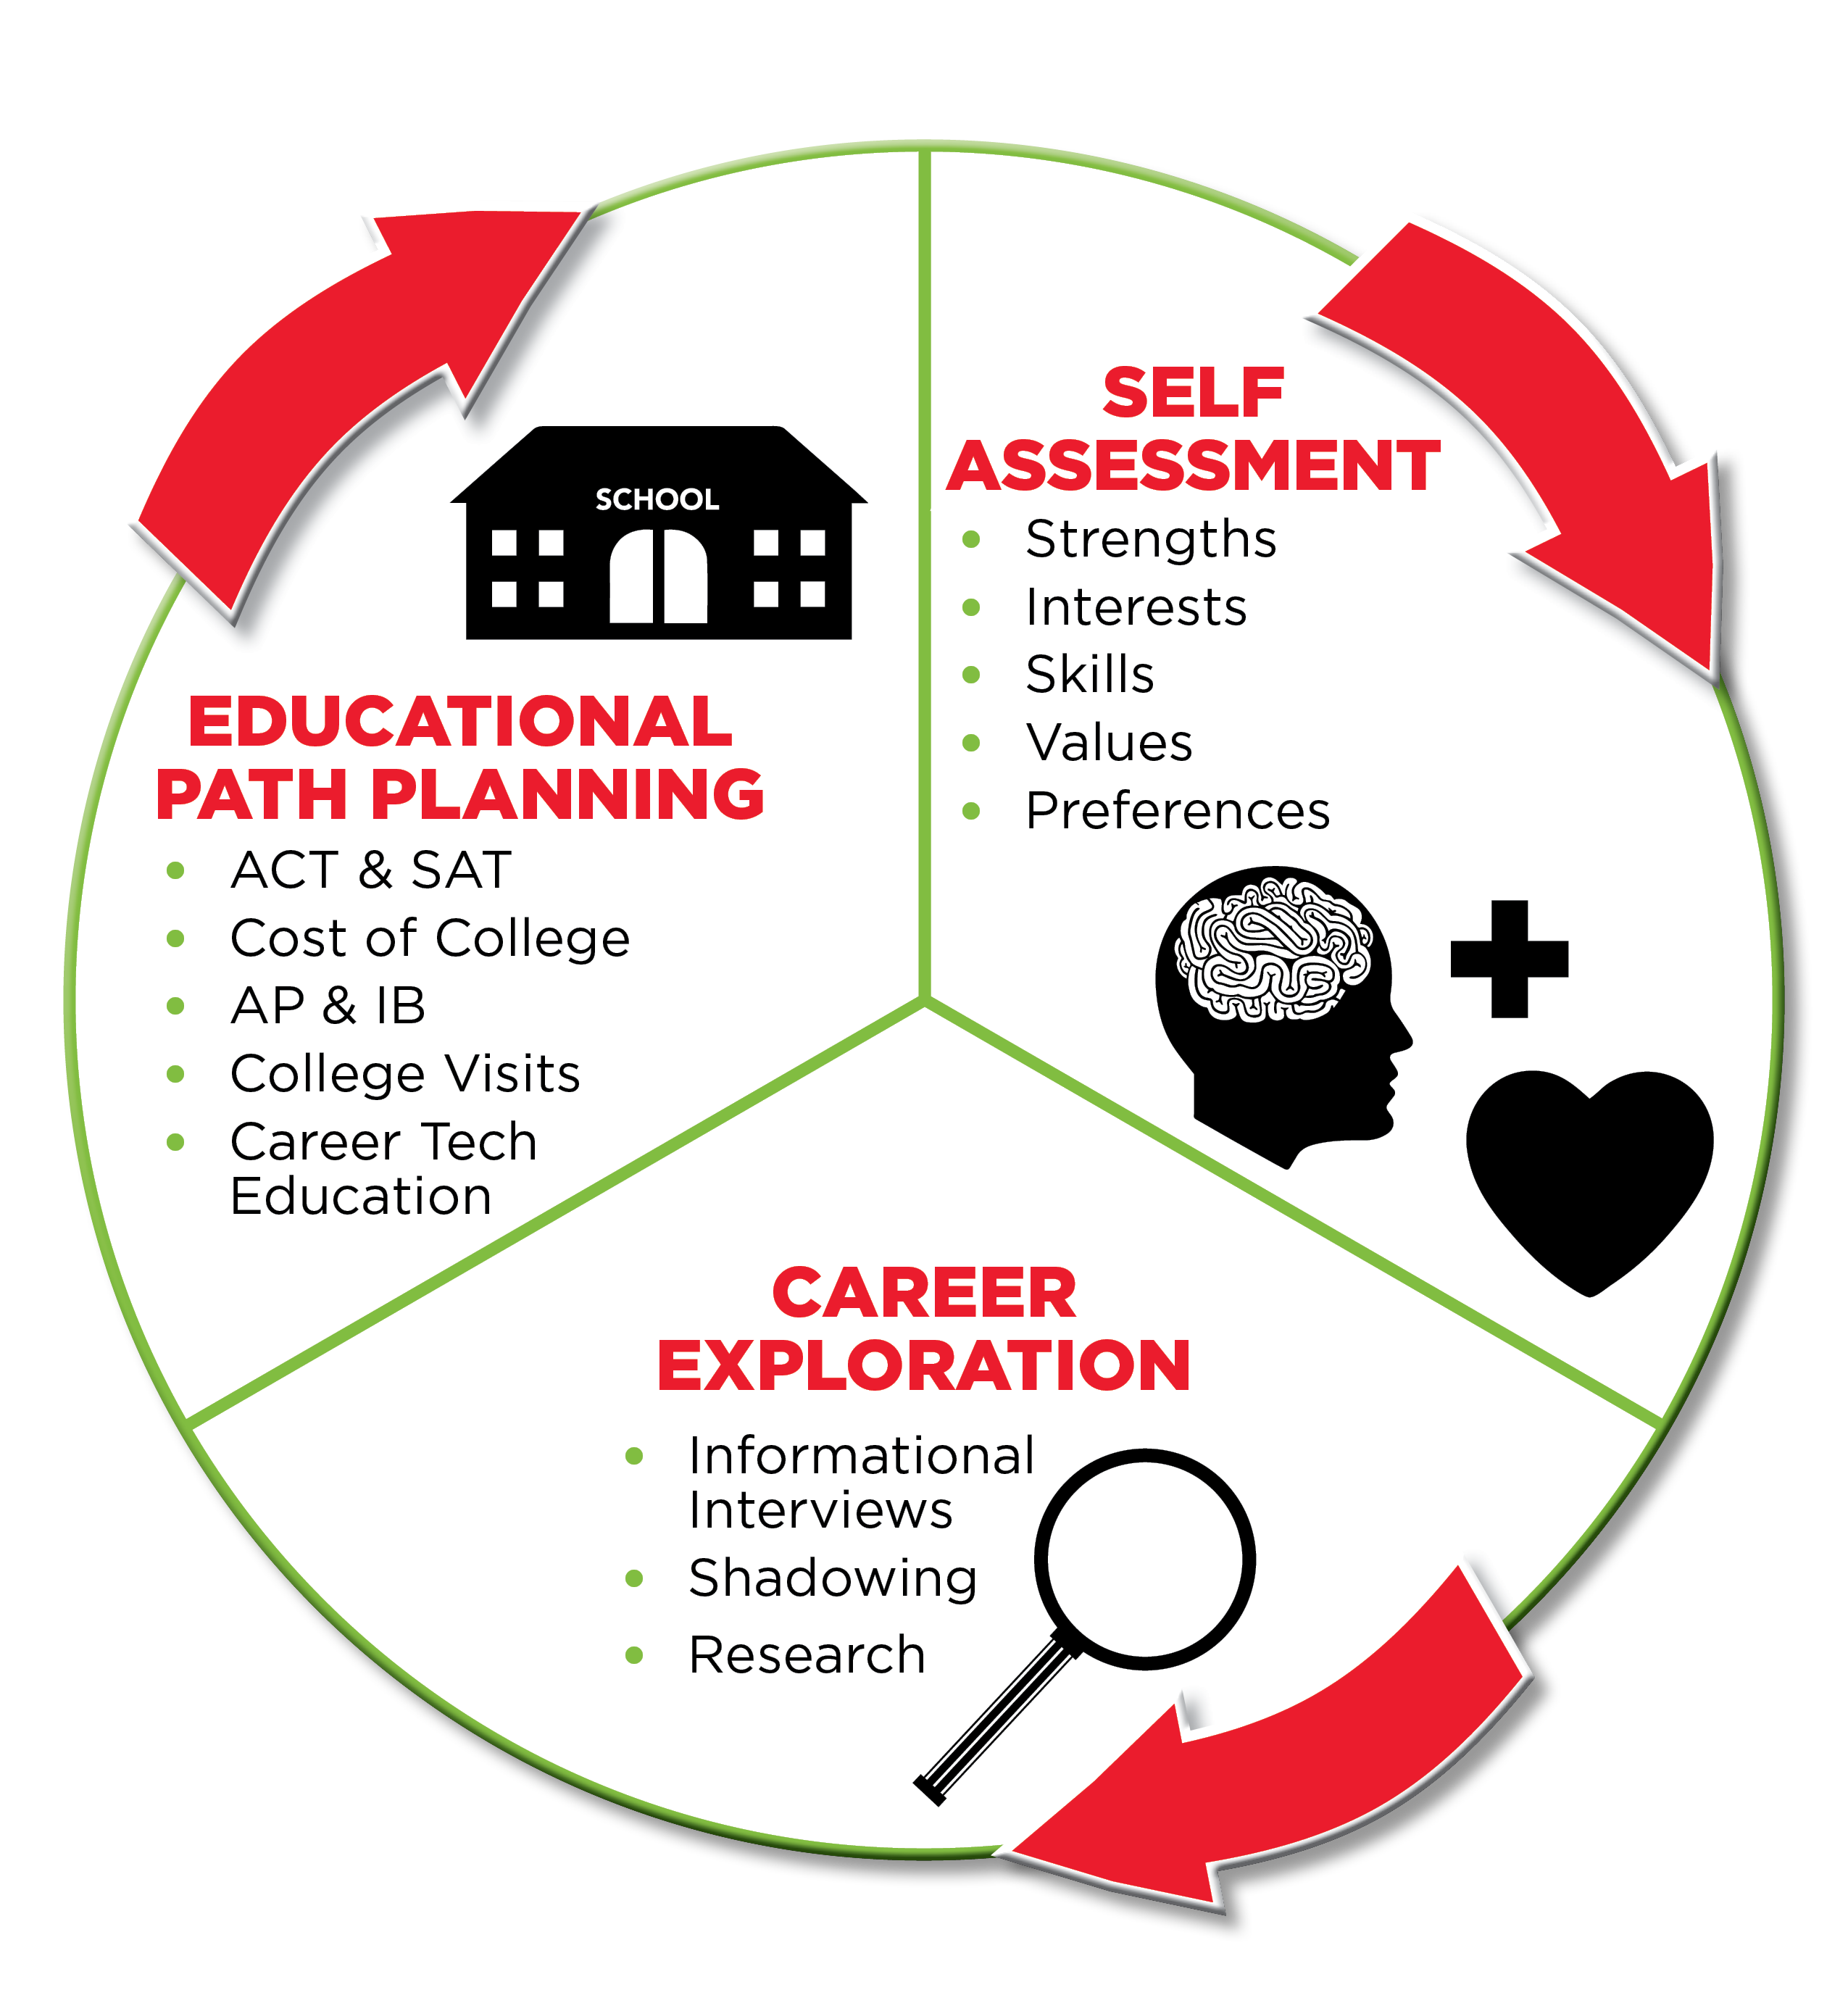 SELF
ASSESSMENT
• Strengths
• Interests
• Skills
• Values
• Preferences
CAREER
EXPLORATION
• Informational
Interviews
• Shadowing
• Research
SCHOOL
EDUCATIONAL
PATH PLANNING
• ACT & SAT
• Cost of College
• AP & IB
• College Visits
• Career Tech
Education